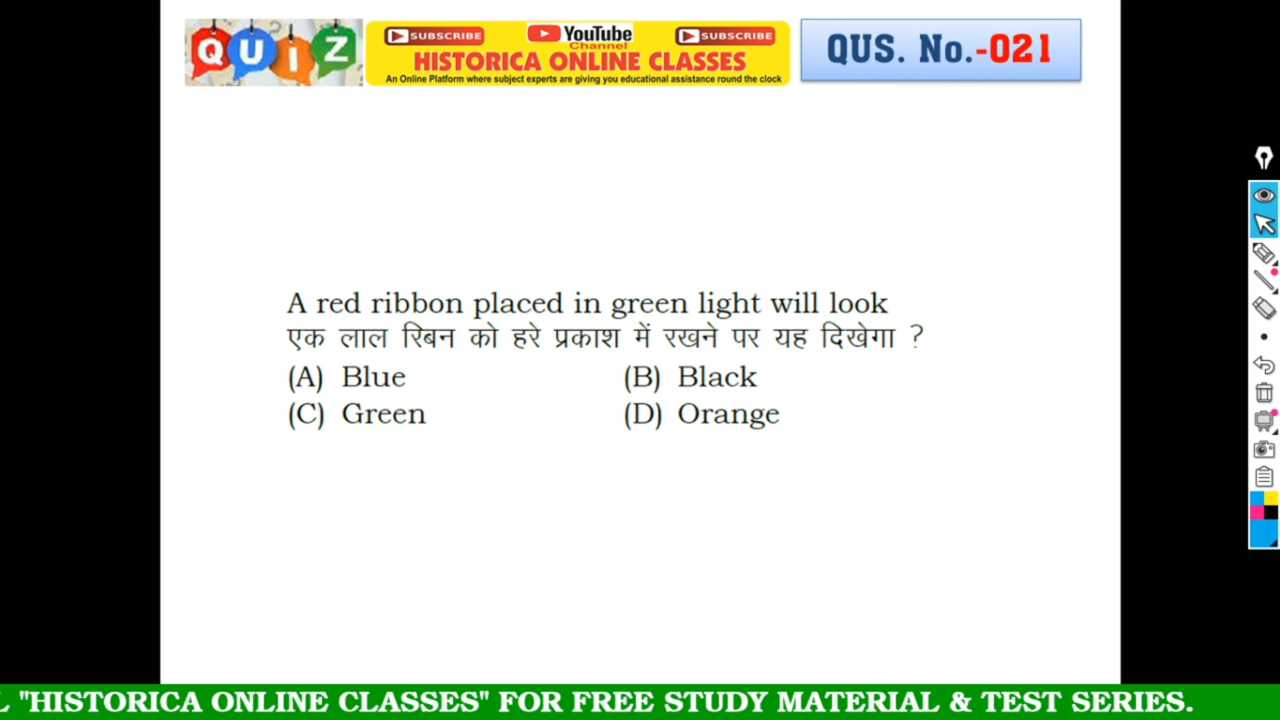 QUIZ
SUBSCRIBE YouTube SUBSCRIBE
Channel
HISTORICA ONLINE CLASSES
An Online Platform where subject experts are giving you educational assistance round the clock
QUS. No.-021
A red ribbon placed in green light will look
एक लाल रिबन को हरे प्रकाश में रखने पर यह दिखेगा ?
(A) Blue (B) Black
(C) Green (D) Orange
"HISTORICA ONLINE CLASSES" FOR FREE STUDY MATERIAL & TEST SERIES.